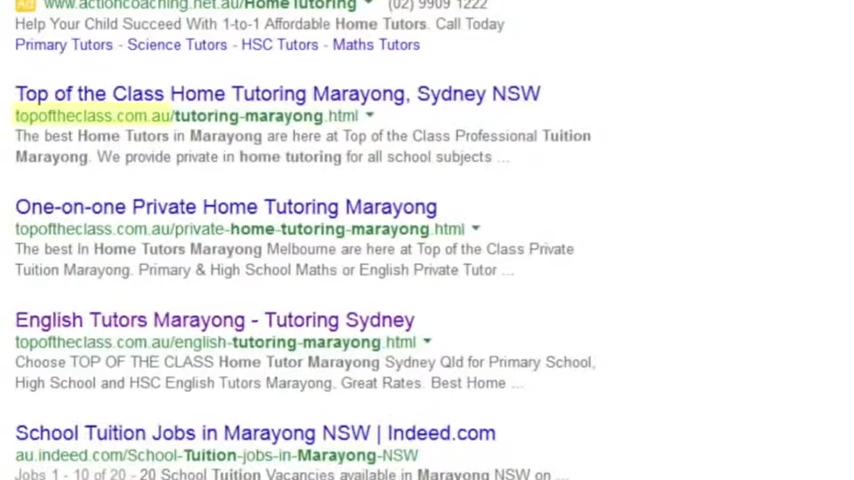 Ad www.actioncoaching.net.au/HomeTutoring (02) 9909 1222
Help Your Child Succeed With 1-to-1 Affordable Home Tutors. Call Today
Primary Tutors - Science Tutors - HSC Tutors - Maths Tutors
Top of the Class Home Tutoring Marayong, Sydney NSW
topoftheclass.com.au/tutoring-marayong.html
The best Home Tutors in Marayong are here at Top of the Class Professional Tuition
Marayong. We provide private in home tutoring for all school subjects ...
One-on-one Private Home Tutoring Marayong
topoftheclass.com.au/private-home-tutoring-marayong.html
The best In Home Tutors Marayong Melbourne are here at Top of the Class Private
Tuition Marayong. Primary & High School Maths or English Private Tutor ...
English Tutors Marayong - Tutoring Sydney
topoftheclass.com.au/english-tutoring-marayong.html
Choose TOP OF THE CLASS Home Tutor Marayong Sydney Qld for Primary School,
High School and HSC English Tutors Marayong. Great Rates. Best Home ...
School Tuition Jobs in Marayong NSW | Indeed.com
au.indeed.com/School-Tuition-jobs-in-Marayong-NSW
Jobs 1 - 10 of 20 - 20 School Tuition Vacancies available in Marayong NSW on ...